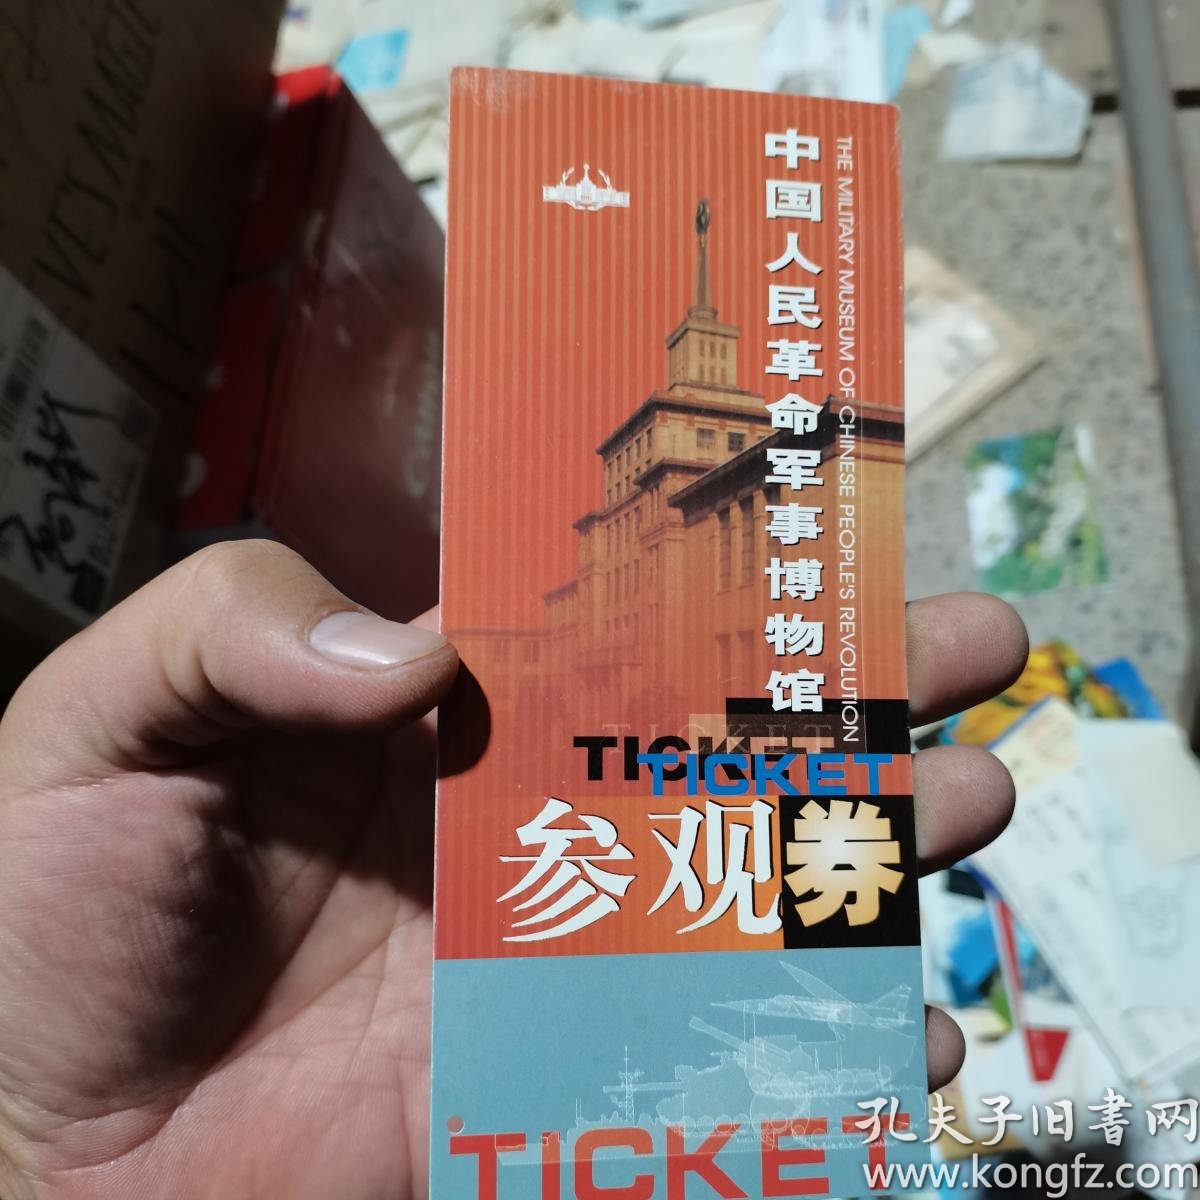 中国人民革命军事博物馆
THE MILITARY MUSEUM OF CHINESE PEOPLE'S REVOLUTION
TICKET
TICKET
TICKET
参观券
TICKET
孔夫子旧书网
www.kongfz.com